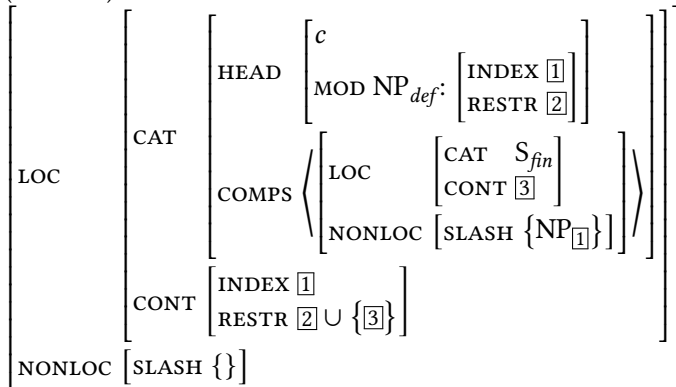 c
HEAD
MOD NP_def: [INDEX 1
RESTR 2]
CAT
LOC [CAT S_fin
CONT 3]
COMPS ⟨
NONLOC [SLASH {NP_1}] ⟩
LOC
CONT [INDEX 1
RESTR 2 ∪ {3}]
NONLOC [SLASH {}]